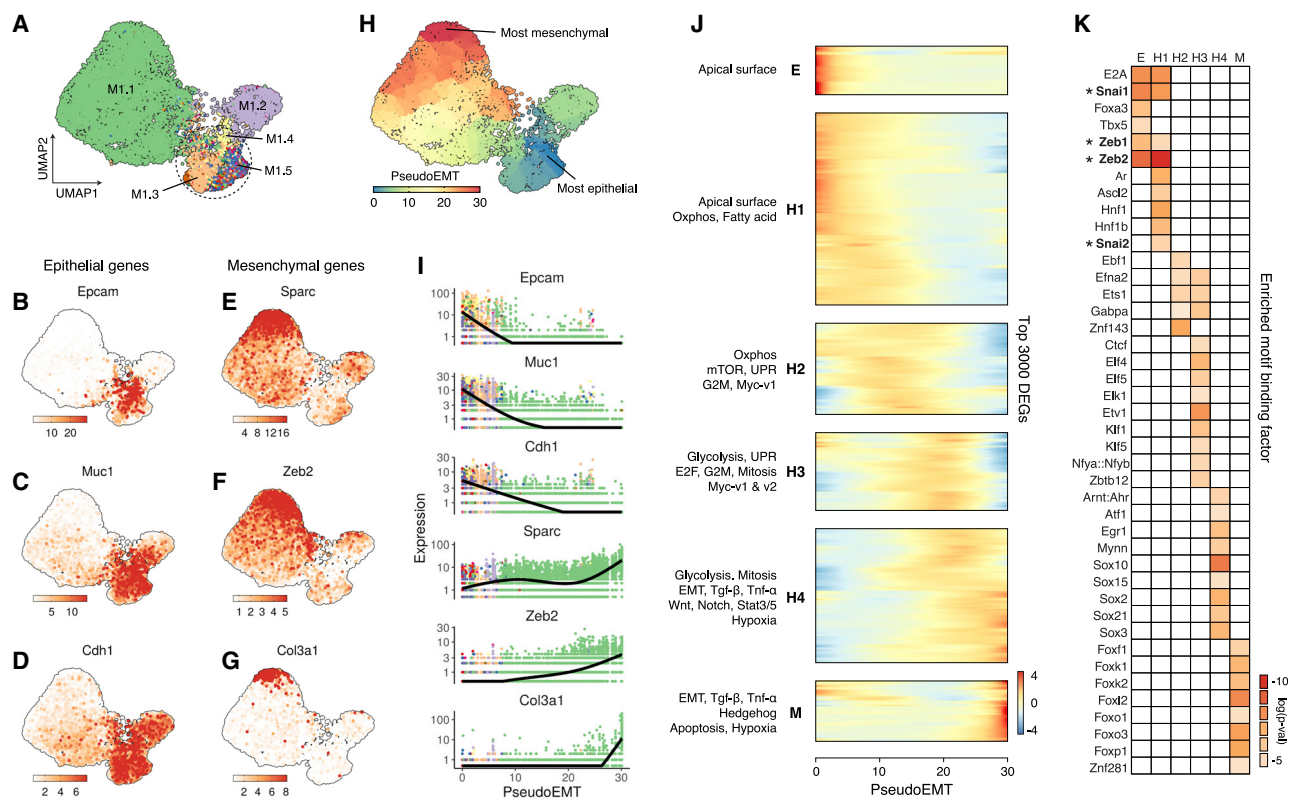 A
M1.1
M1.2
M1.4
M1.5
M1.3
UMAP2
UMAP1
H
Most mesenchymal
PseudoEMT
0 10 20 30
Most epithelial
Epithelial genes
Mesenchymal genes
B
Epcam
10 20
E
Sparc
4 8 12 16
C
Muc1
5 10
F
Zeb2
1 2 3 4 5
D
Cdh1
2 4 6
G
Col3a1
2 4 6 8
I
Expression
Epcam
100
10
1
Muc1
30
10
3
1
Cdh1
30
10
3
1
Sparc
100
10
1
Zeb2
30
10
3
1
Col3a1
100
10
1
0 10 20 30
PseudoEMT
J
Apical surface
E
Apical surface
Oxphos, Fatty acid
H1
Oxphos
mTOR, UPR
G2M, Myc-v1
H2
Glycolysis, UPR
E2F, G2M, Mitosis
Myc-v1 & v2
H3
Glycolysis. Mitosis
EMT, Tgf-β, Tnf-α
Wnt, Notch, Stat3/5
Hypoxia
H4
EMT, Tgf-β, Tnf-α
Hedgehog
Apoptosis, Hypoxia
M
Top 3000 DEGs
4
2
0
-2
-4
0 10 20 30
PseudoEMT
K
E H1 H2 H3 H4 M
E2A
* Snai1
Foxa3
Tbx5
* Zeb1
* Zeb2
Ar
Ascl2
Hnf1
Hnf1b
* Snai2
Ebf1
Efna2
Ets1
Gabpa
Znf143
Ctcf
Elf4
Elf5
Elk1
Etv1
Klf1
Klf5
Nfya::Nfyb
Zbtb12
Arnt:Ahr
Atf1
Egr1
Mynn
Sox10
Sox15
Sox2
Sox21
Sox3
Foxf1
Foxk1
Foxk2
Foxl2
Foxo1
Foxo3
Foxp1
Znf281
Enriched motif binding factor
-10
-5
log(p-val)